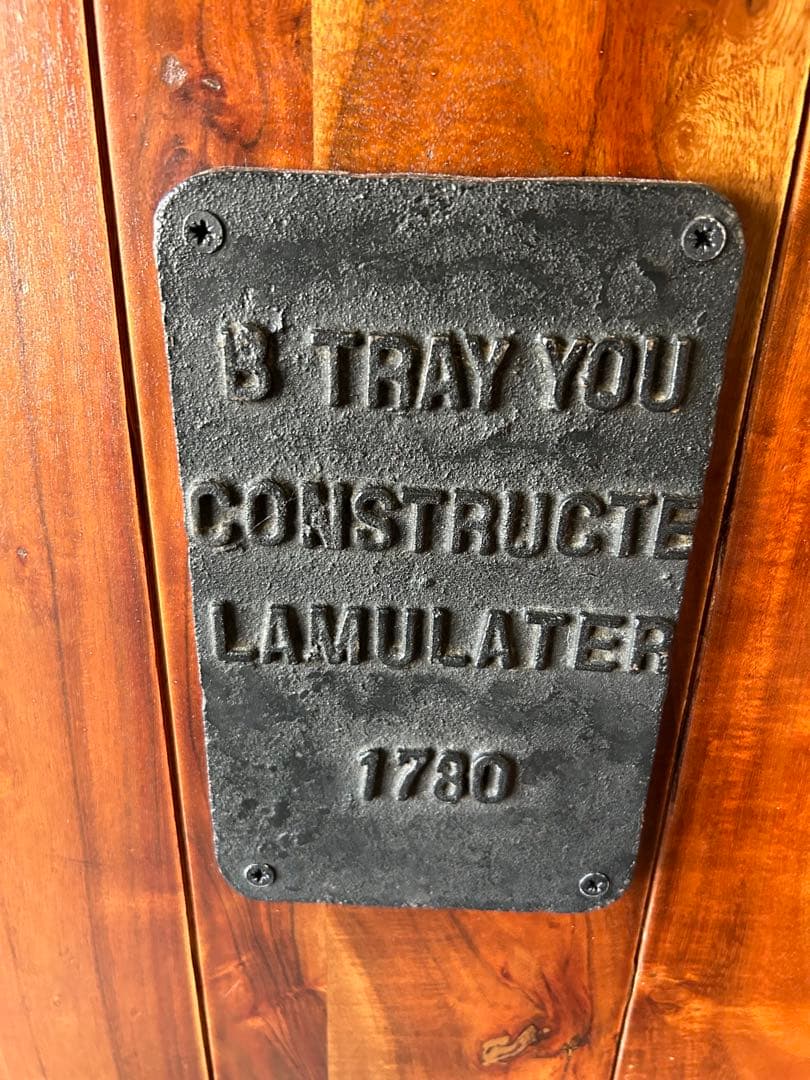 B TRAY YOU
CONSTRUCTE
LAMULATER
1780